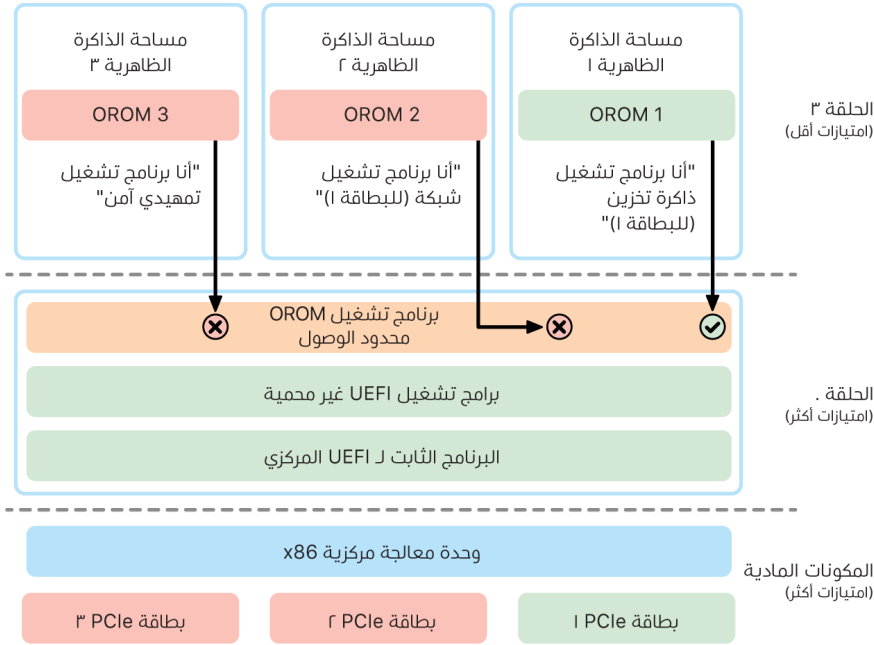 مساحة الذاكرة
الظاهرية ١
OROM 1
"أنا برنامج تشغيل
ذاكرة تخزين
(للبطاقة ١)"
مساحة الذاكرة
الظاهرية ٢
OROM 2
"أنا برنامج تشغيل
شبكة (للبطاقة ١)"
مساحة الذاكرة
الظاهرية ٣
OROM 3
"أنا برنامج تشغيل
تمهيدي آمن"
الحلقة ٣
(امتيازات أقل)
برنامج تشغيل OROM
محدود الوصول
برامج تشغيل UEFI غير محمية
البرنامج الثابت لـ UEFI المركزي
الحلقة ٠
(امتيازات أكثر)
وحدة معالجة مركزية x86
المكونات المادية
(امتيازات أكثر)
بطاقة PCIe ١
بطاقة PCIe ٢
بطاقة PCIe ٣